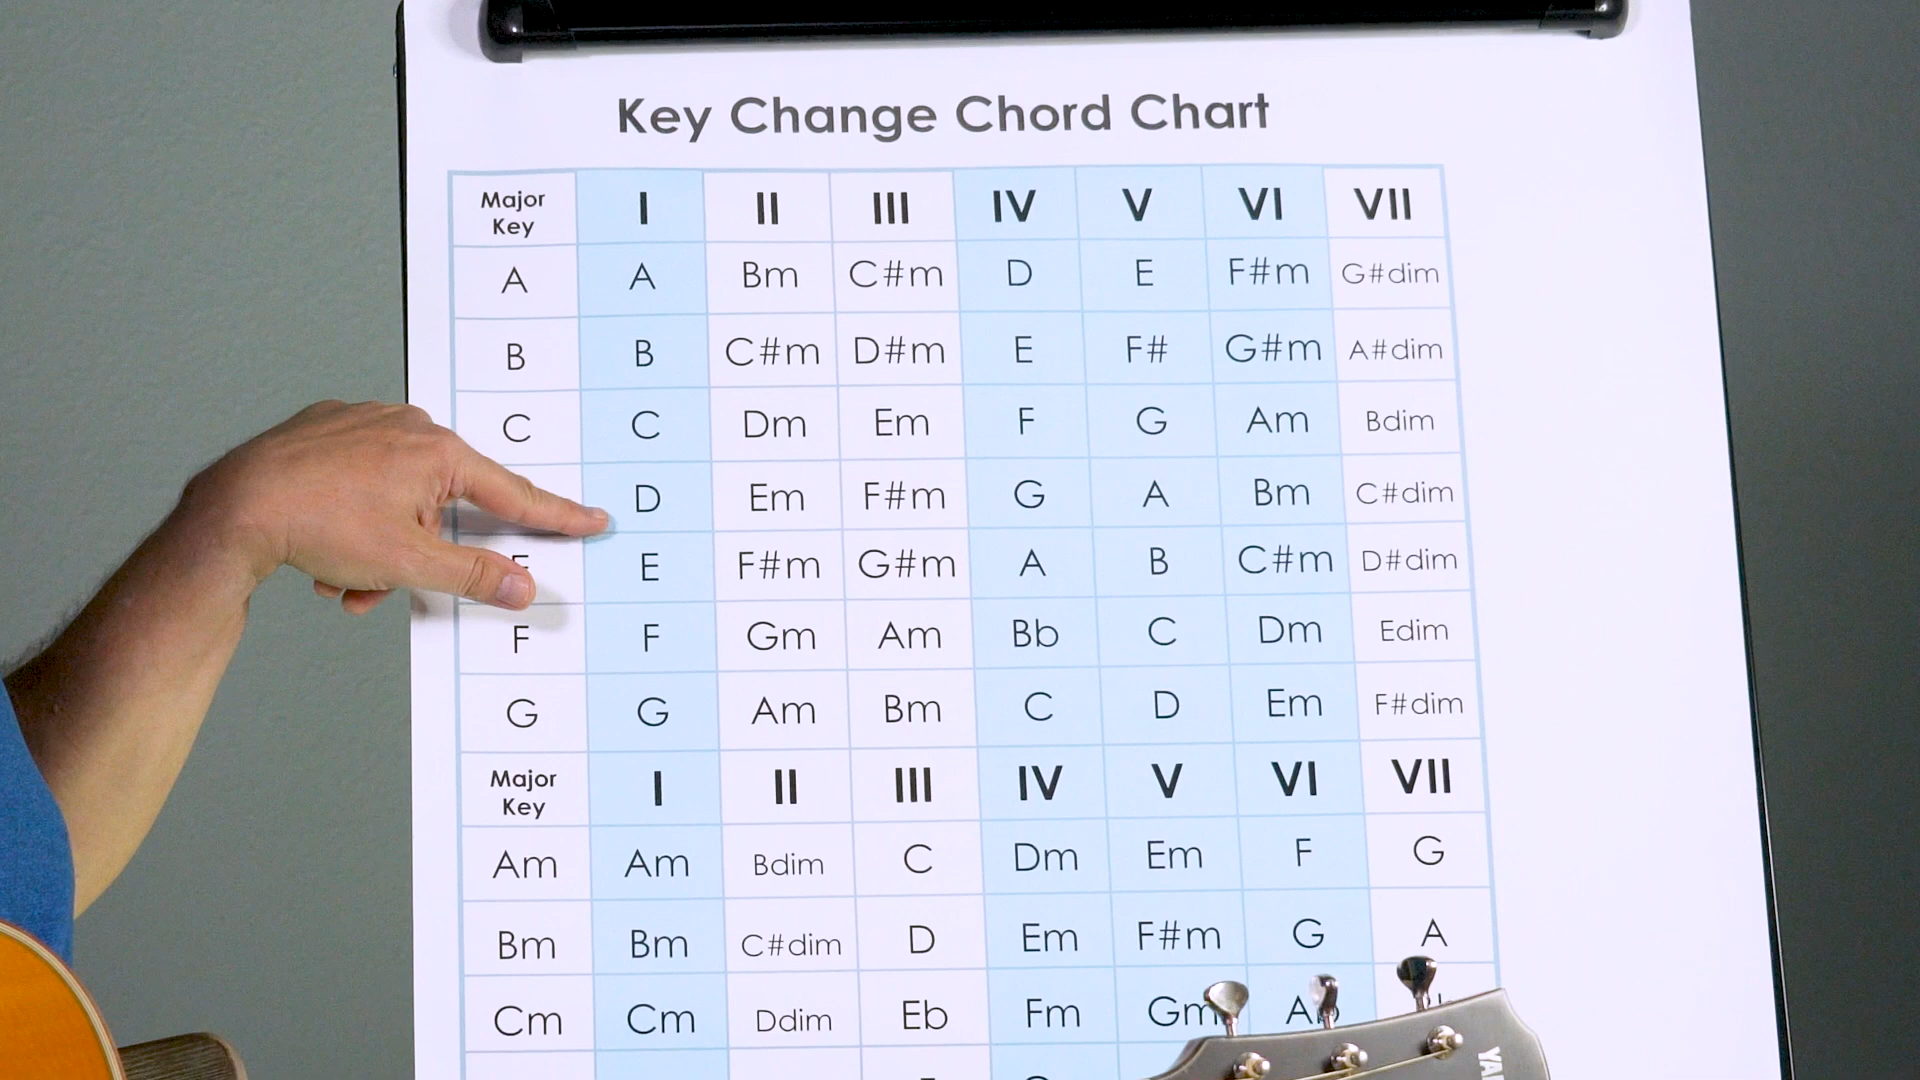 Key Change Chord Chart
Major Key I II III IV V VI VII
A A Bm C#m D E F#m G#dim
B B C#m D#m E F# G#m A#dim
C C Dm Em F G Am Bdim
D Em F#m G A Bm C#dim
E F#m G#m A B C#m D#dim
F F Gm Am Bb C Dm Edim
G G Am Bm C D Em F#dim
Major Key I II III IV V VI VII
Am Am Bdim C Dm Em F G
Bm Bm C#dim D Em F#m G A
Cm Cm Ddim Eb Fm Gm